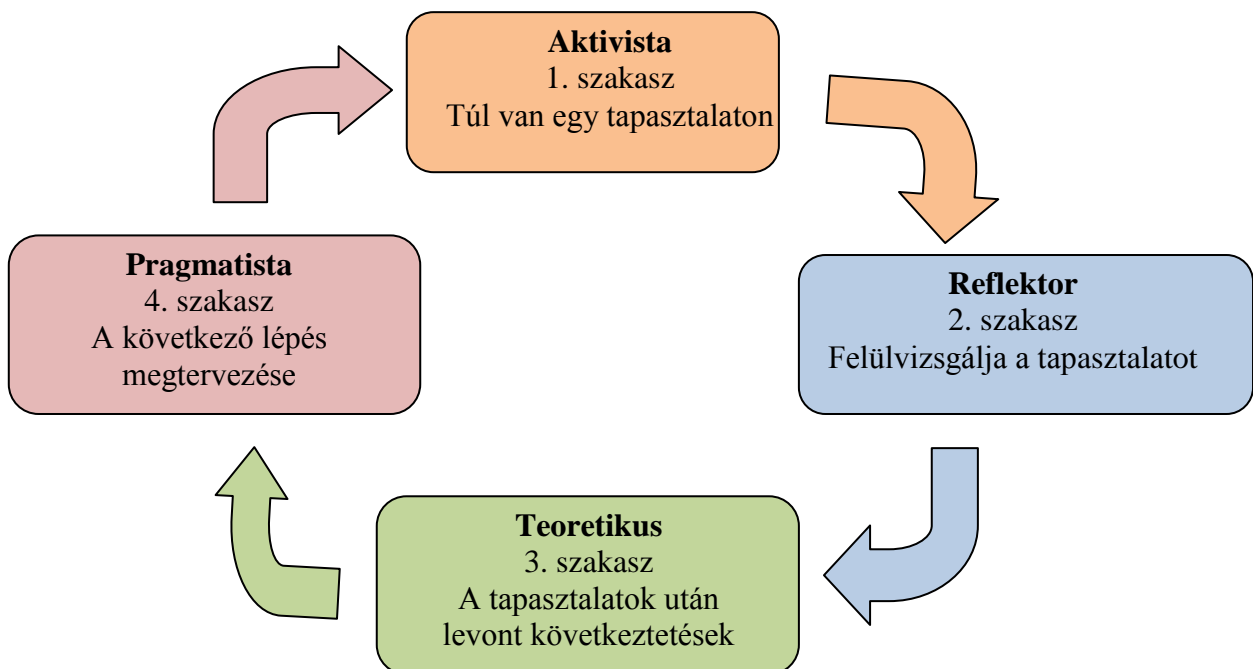 Aktivista
1. szakasz
Túl van egy tapasztalaton
Reflektor
2. szakasz
Felülvizsgálja a tapasztalatot
Teoretikus
3. szakasz
A tapasztalatok után
levont következtetések
Pragmatista
4. szakasz
A következő lépés
megtervezése